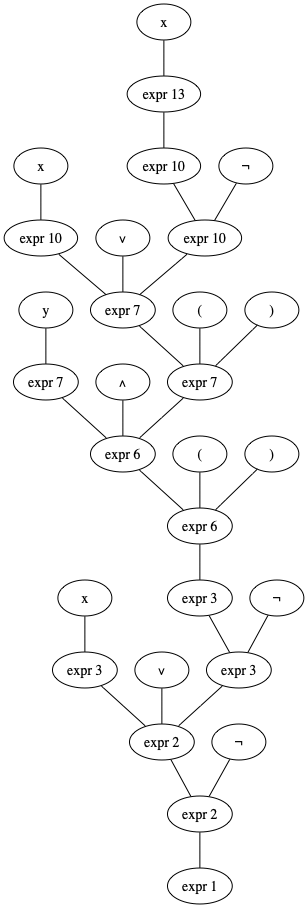 x
expr 13
x
expr 10
¬
expr 10
∨
expr 10
y
expr 7
(
)
expr 7
∧
expr 7
expr 6
(
)
expr 6
x
expr 3
¬
expr 3
∨
expr 3
expr 2
¬
expr 2
expr 1